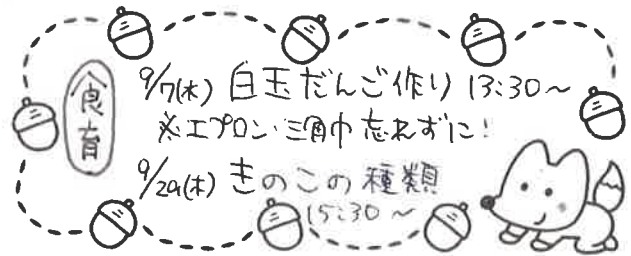 食育
9/7(木) 白玉だんご作り 13:30〜
※エプロン・三角巾 忘れずに!
9/29(木) きのこの種類
15:30〜